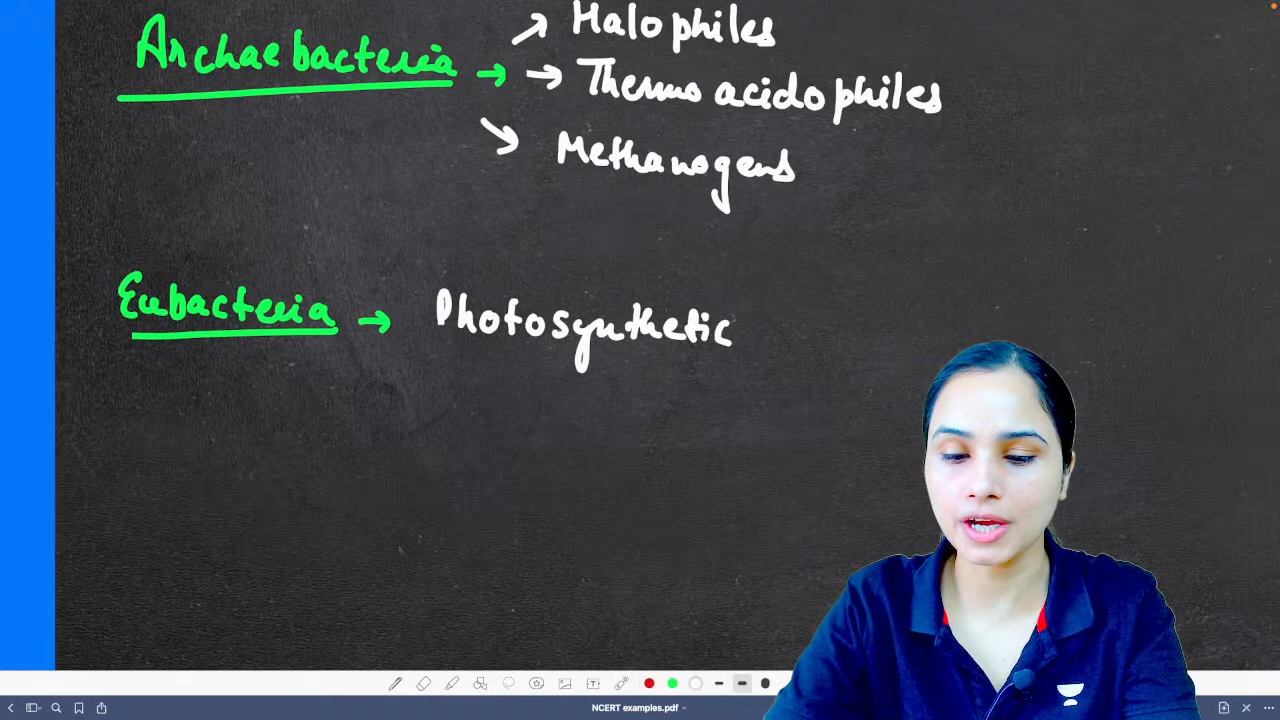 Halophiles
Archaebacteria → → Thermoacidophiles
Methanogens
Eubacteria → Photosynthetic
NCERT examples.pdf